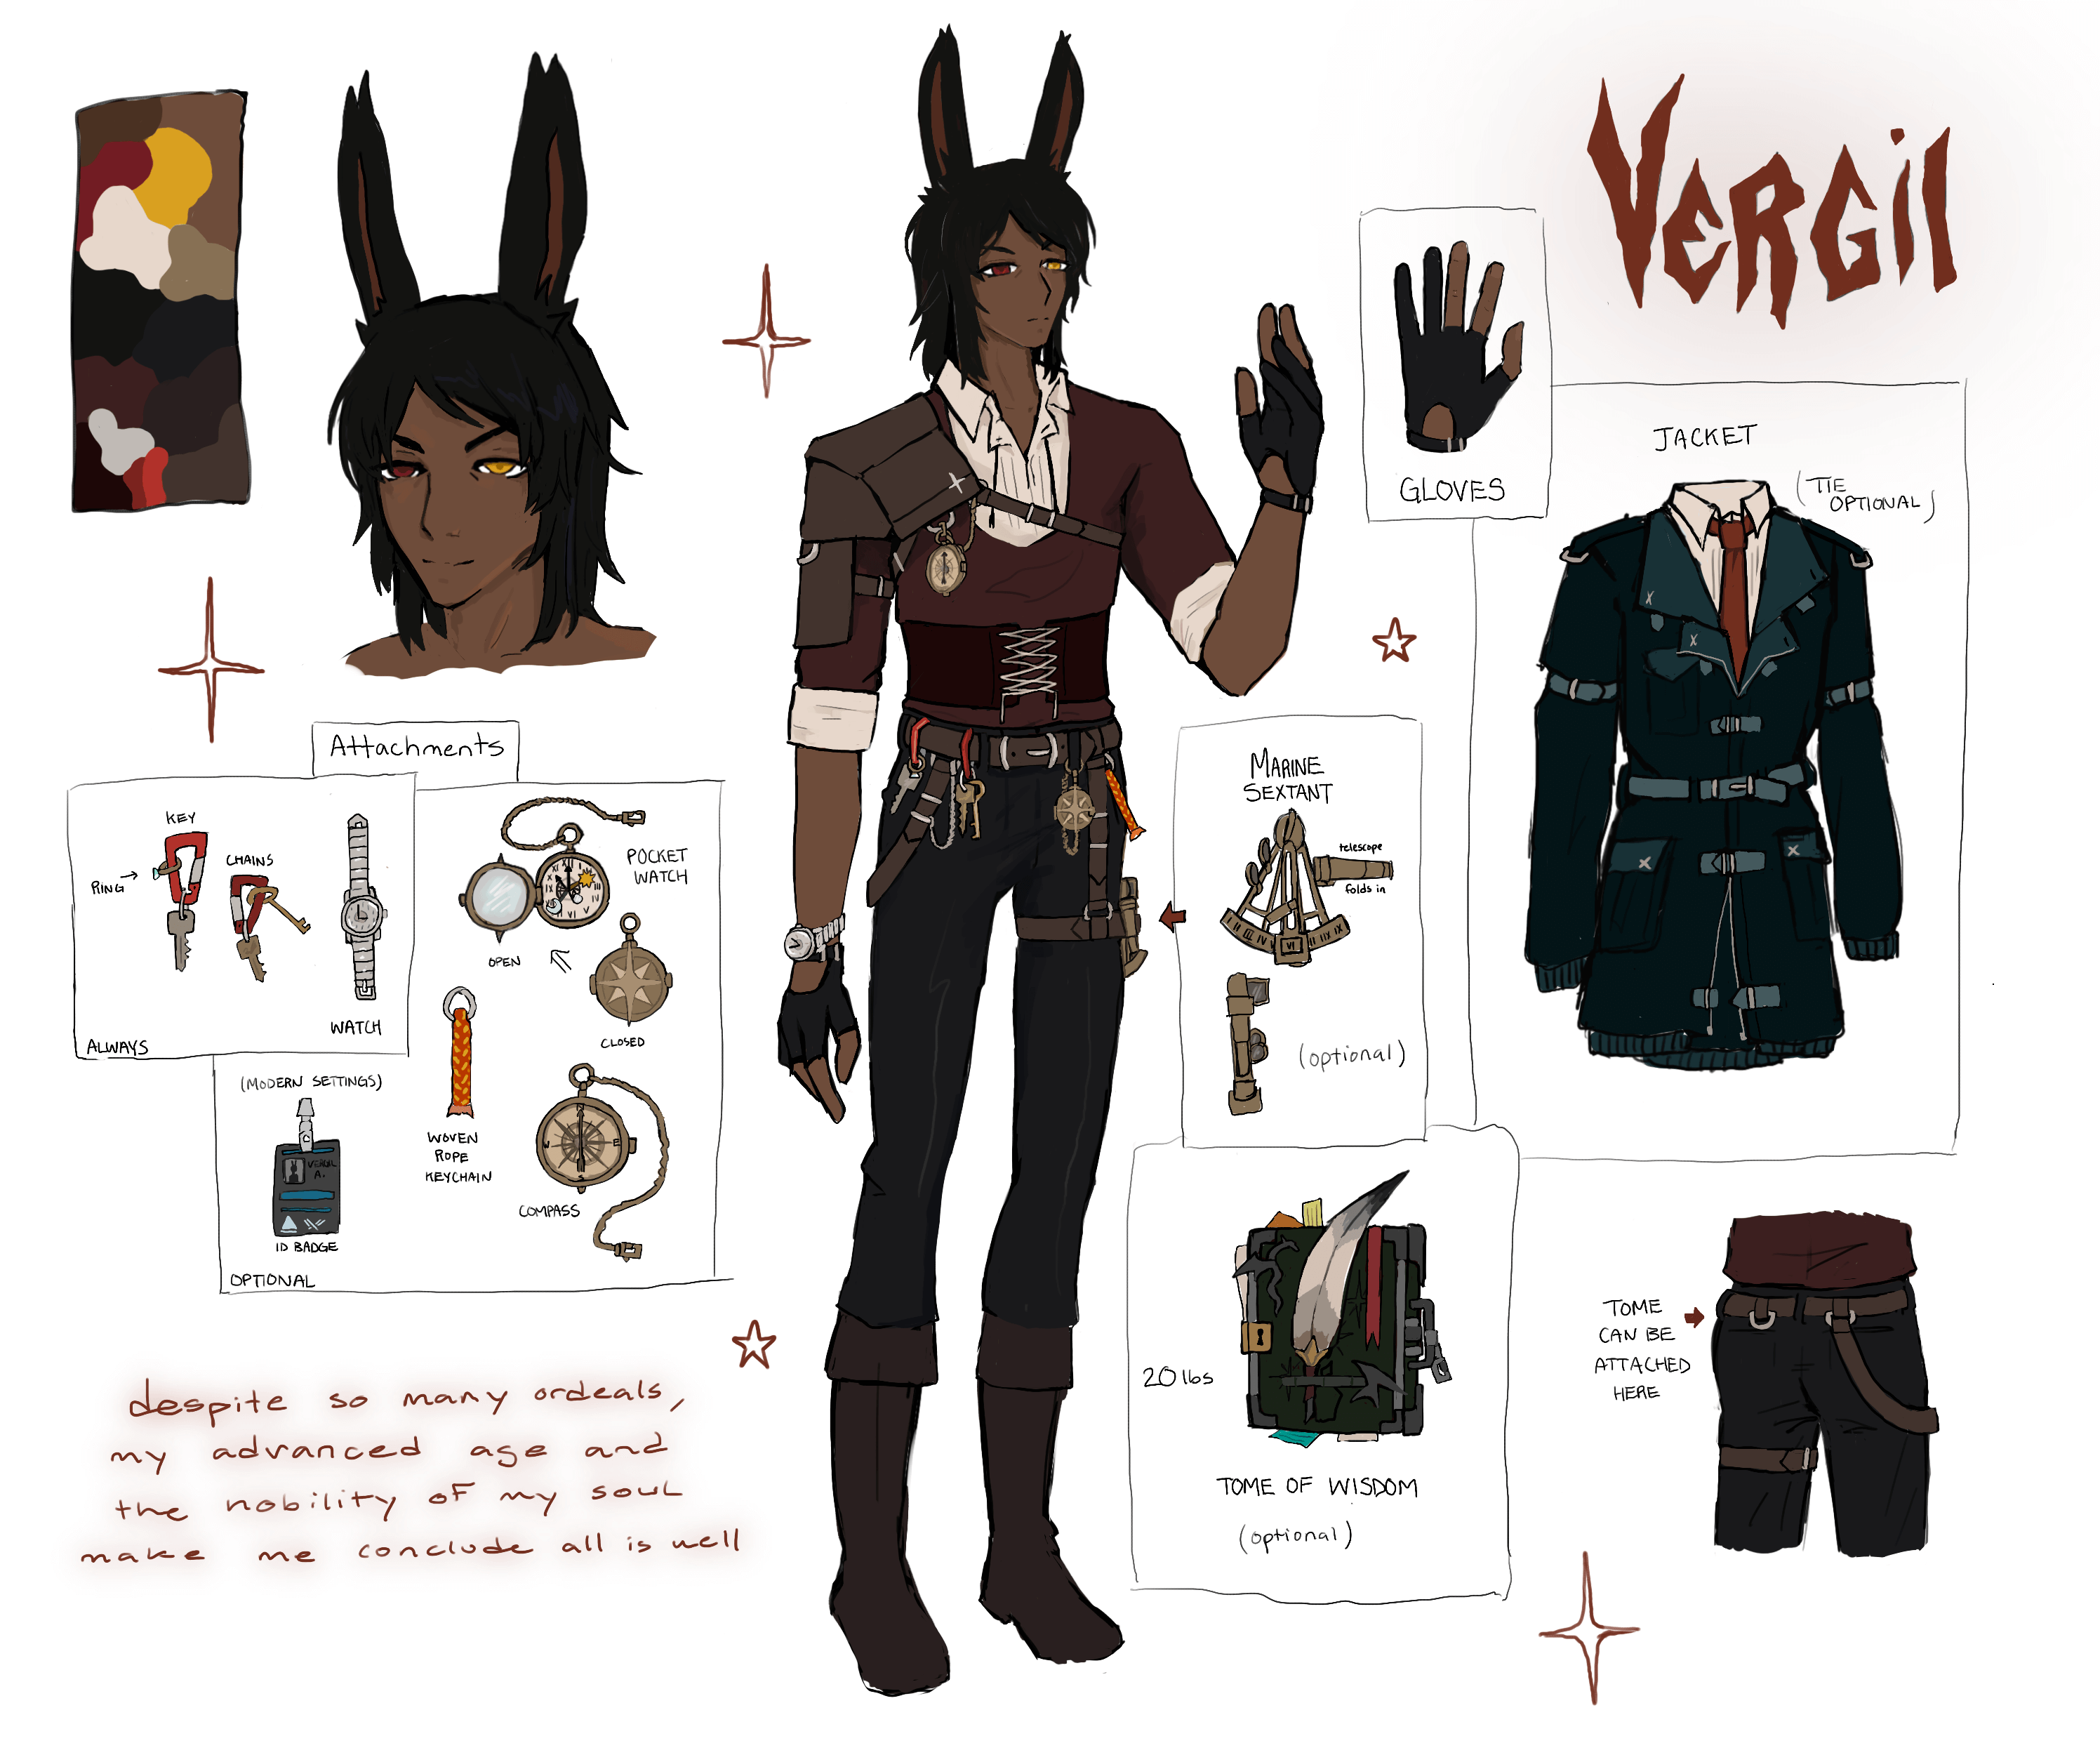 VERGiL
GLOVES
JACKET
(TIE
OPTIONAL)
Attachments
KEY
RING
CHAINS
WATCH
ALWAYS
POCKET
WATCH
OPEN
CLOSED
(MODERN SETTINGS)
VERGIL
A.
ID BADGE
WOVEN
ROPE
KEYCHAIN
COMPASS
OPTIONAL
MARINE
SEXTANT
telescope
folds in
(optional)
20 lbs
TOME OF WISDOM
(optional)
TOME
CAN BE
ATTACHED
HERE
despite so many ordeals,
my advanced age and
the nobility of my soul
make me conclude all is well